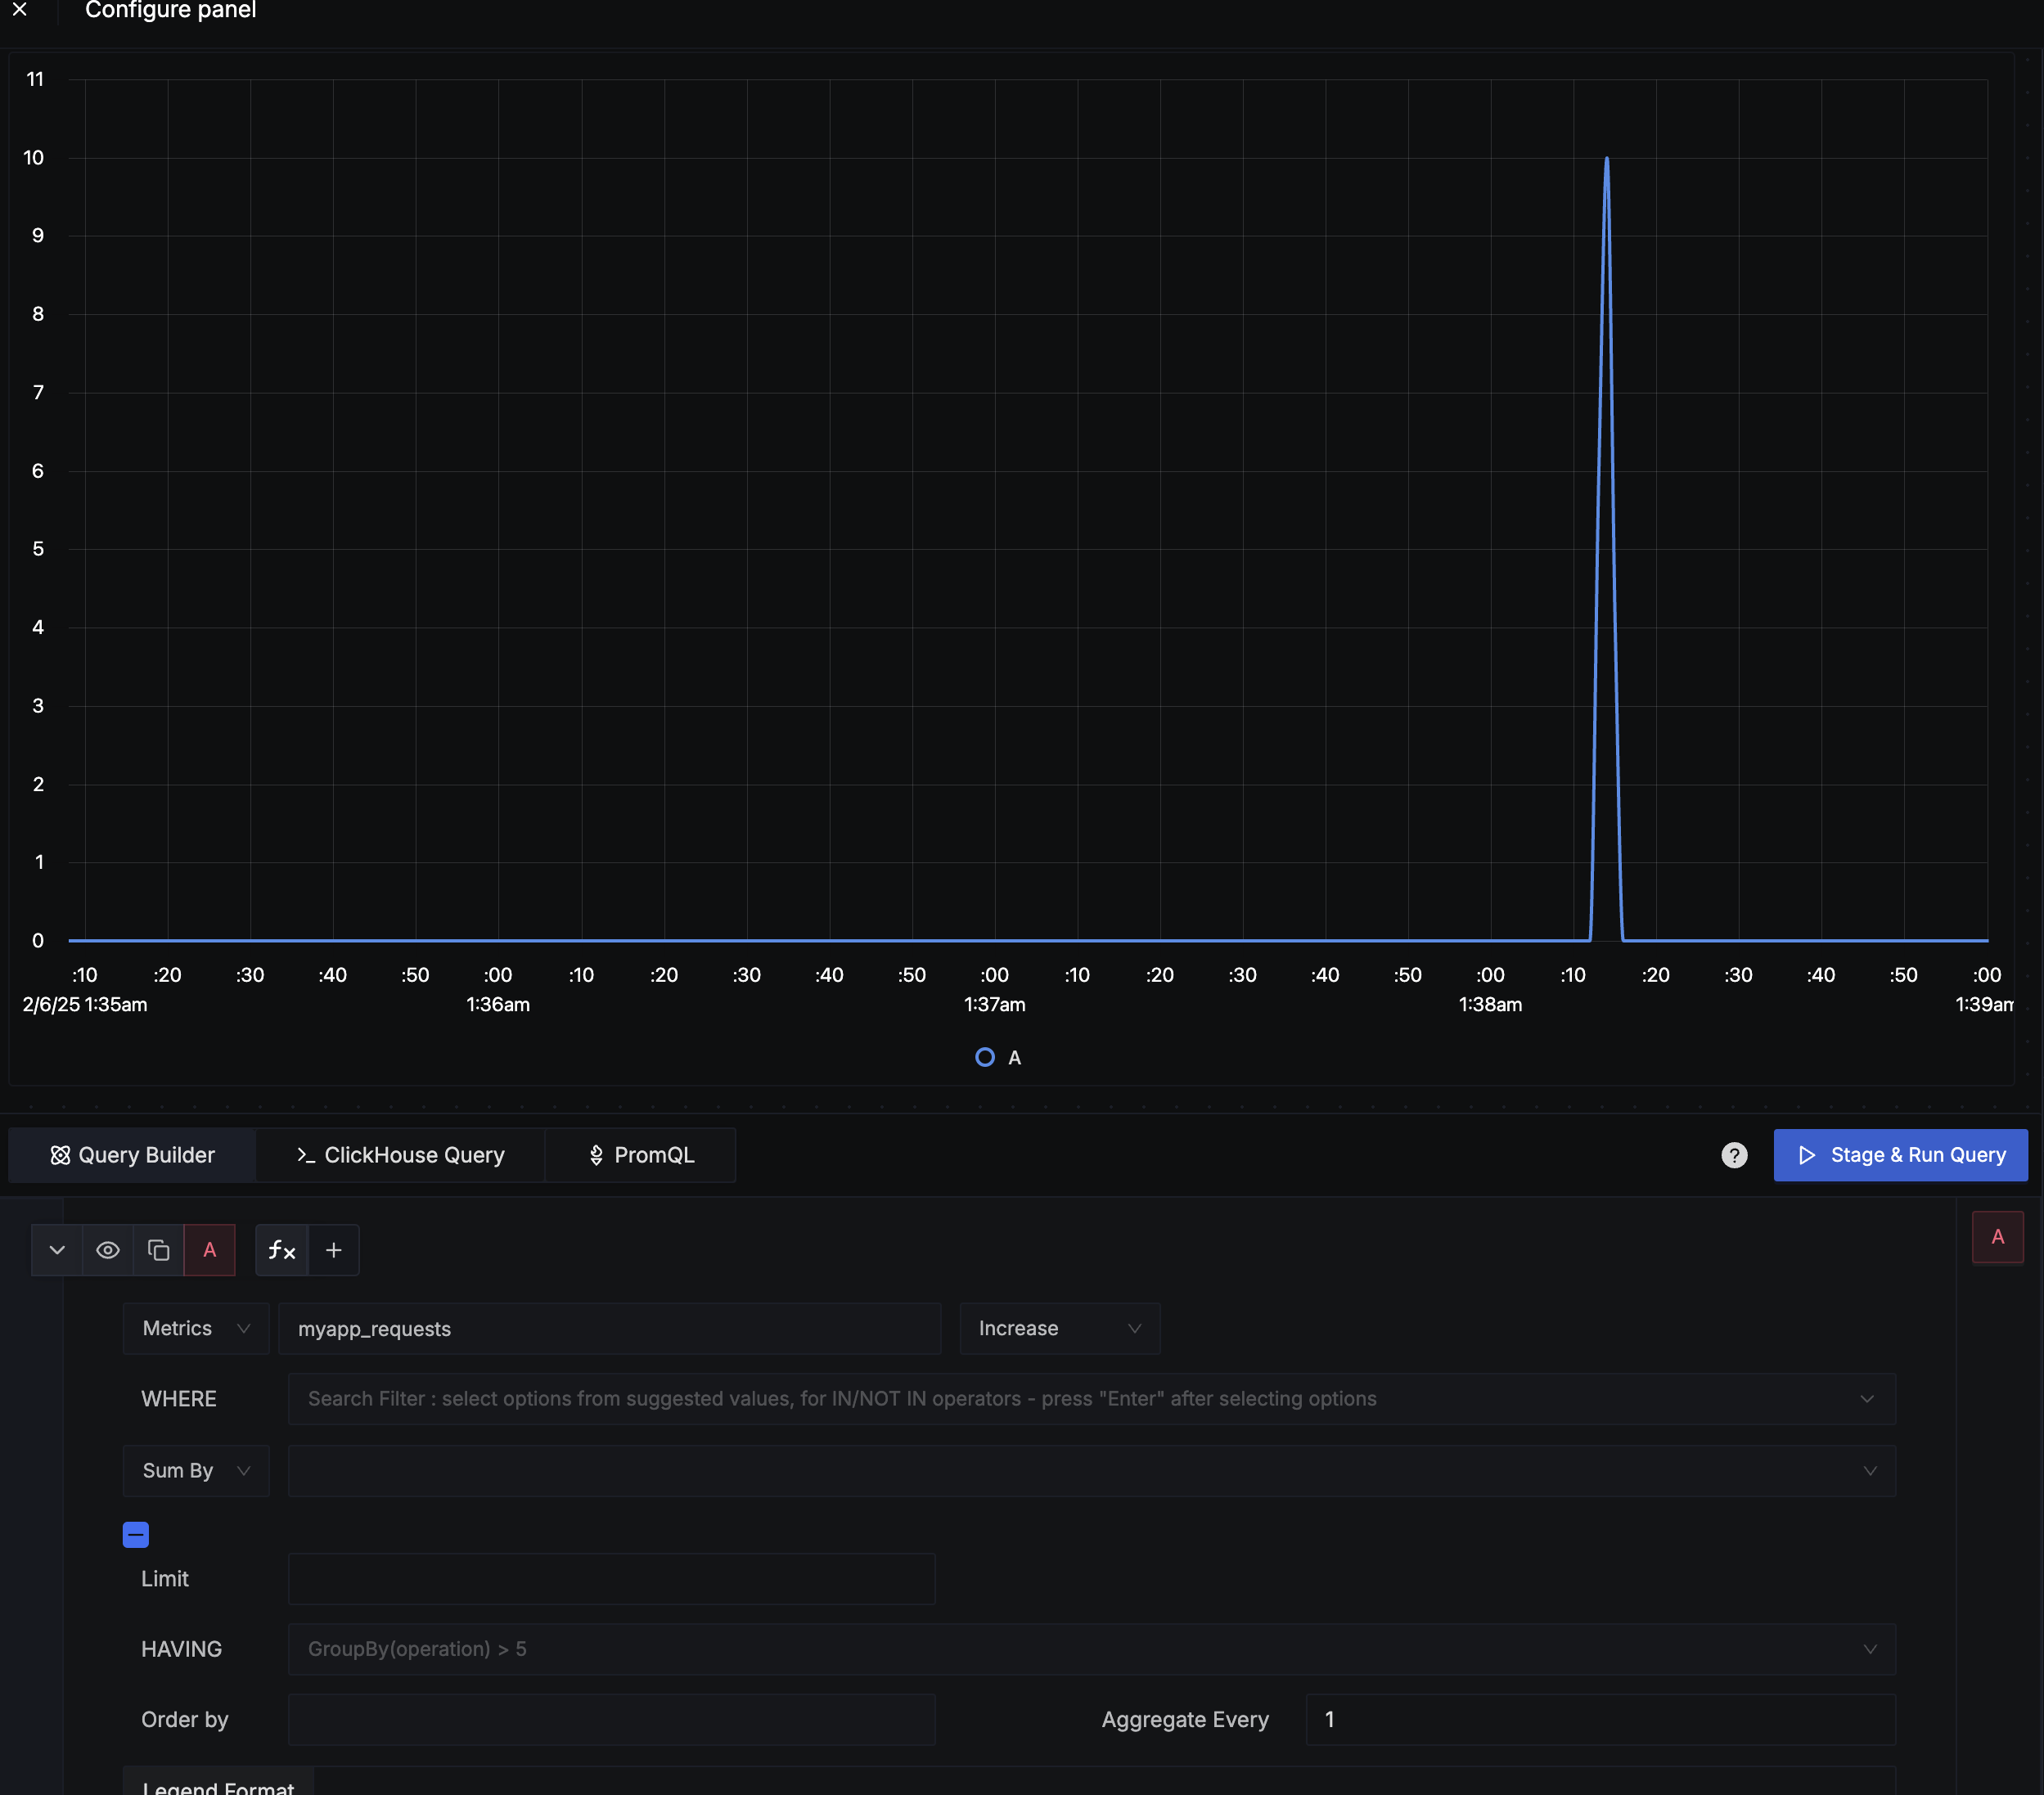 Configure panel
11
10
9
8
7
6
5
4
3
2
1
0
:10 :20 :30 :40 :50 :00 :10 :20 :30 :40 :50 :00 :10 :20 :30 :40 :50 :00 :10 :20 :30 :40 :50 :00
2/6/25 1:35am 1:36am 1:37am 1:38am 1:39am
A
Query Builder >_ ClickHouse Query PromQL ? Stage & Run Query
A fx + A
Metrics myapp_requests Increase
WHERE Search Filter : select options from suggested values, for IN/NOT IN operators - press "Enter" after selecting options
Sum By
Limit
HAVING GroupBy(operation) > 5
Order by Aggregate Every 1
Legend Format